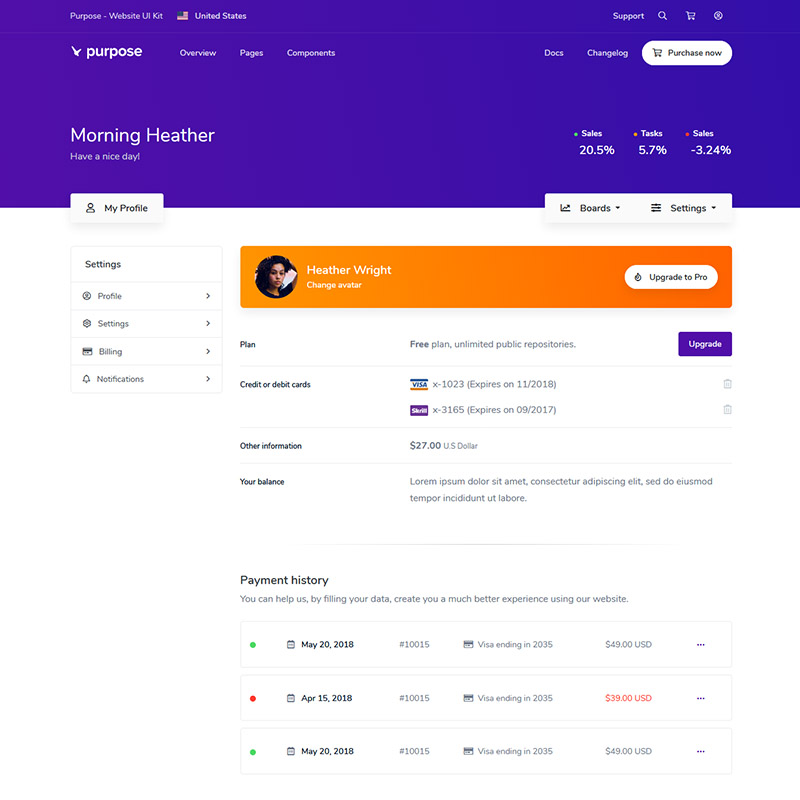 Purpose - Website UI Kit United States Support
purpose Overview Pages Components Docs Changelog Purchase now
Morning Heather
Have a nice day!
Sales Tasks Sales
20.5% 5.7% -3.24%
My Profile Boards Settings
Settings
Profile
Settings
Billing
Notifications
Heather Wright
Change avatar
Upgrade to Pro
Plan Free plan, unlimited public repositories. Upgrade
Credit or debit cards VISA x-1023 (Expires on 11/2018)
Skrill x-3165 (Expires on 09/2017)
Other information $27.00 U.S Dollar
Your balance Lorem ipsum dolor sit amet, consectetur adipiscing elit, sed do eiusmod
tempor incididunt ut labore.
Payment history
You can help us, by filling your data, create you a much better experience using our website.
May 20, 2018 #10015 Visa ending in 2035 $49.00 USD ...
Apr 15, 2018 #10015 Visa ending in 2035 $39.00 USD ...
May 20, 2018 #10015 Visa ending in 2035 $49.00 USD ...